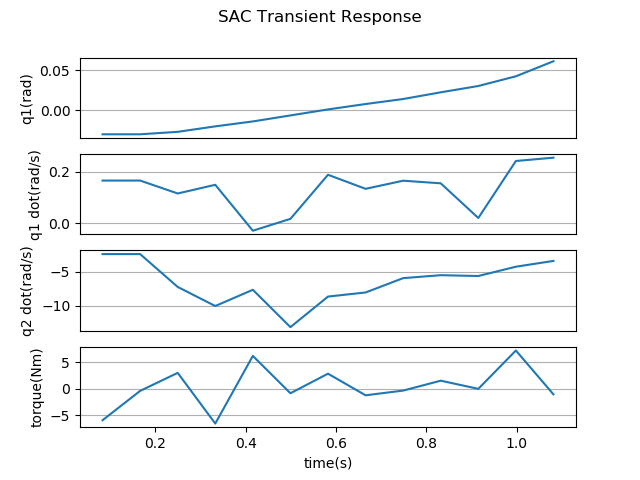 SAC Transient Response
q1(rad)
0.05
0.00
q1 dot(rad/s)
0.2
0.0
q2 dot(rad/s)
−5
−10
torque(Nm)
5
0
−5
0.2 0.4 0.6 0.8 1.0
time(s)